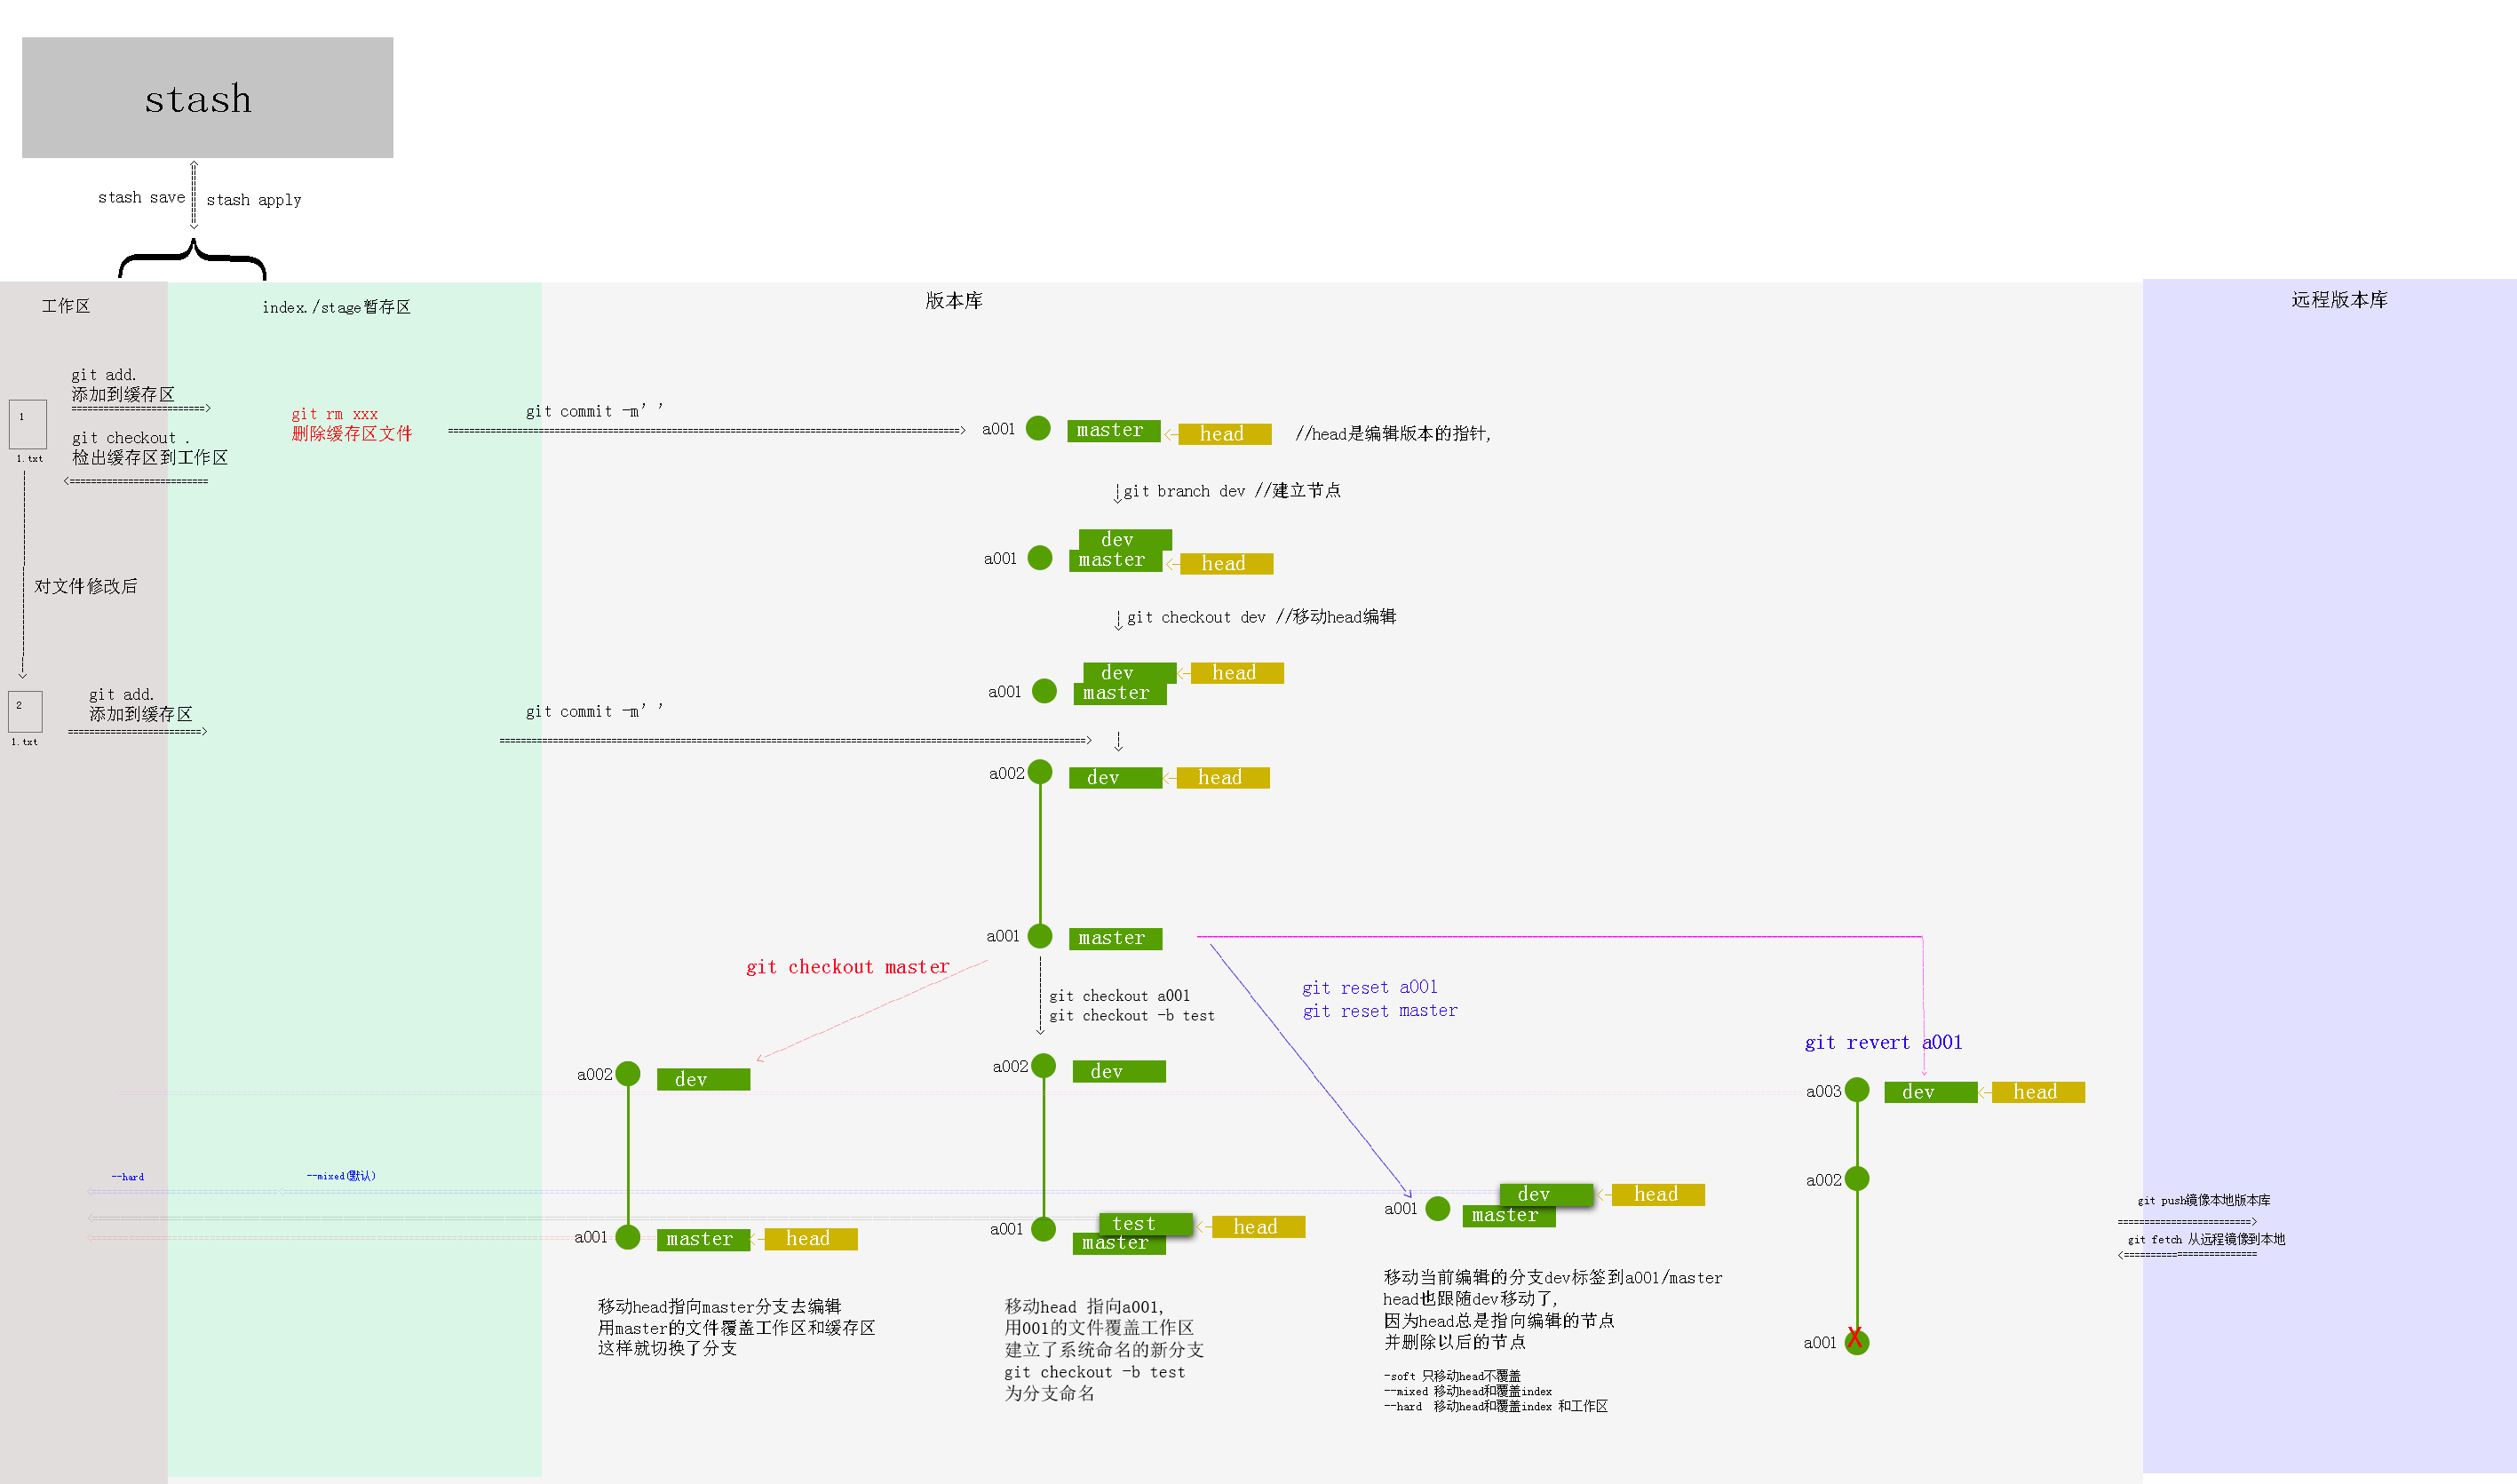 stash
stash save
stash apply
工作区
index./stage暂存区
版本库
远程版本库
git add.
添加到缓存区
1
git checkout .
检出缓存区到工作区
1.txt
git rm xxx
删除缓存区文件
git commit -m' '
a001
master
head
//head是编辑版本的指针,
git branch dev //建立节点
dev
a001
master
head
对文件修改后
git checkout dev //移动head编辑
dev
head
a001
master
git add.
添加到缓存区
2
1.txt
git commit -m' '
a002
dev
head
a001
master
git checkout master
git checkout a001
git checkout -b test
git reset a001
git reset master
git revert a001
a002
dev
a002
dev
a003
dev
head
--hard
--mixed(默认)
a002
a001
master
head
a001
test
master
head
a001
dev
master
head
git push镜像本地版本库
git fetch 从远程镜像到本地
a001
X
移动head指向master分支去编辑
用master的文件覆盖工作区和缓存区
这样就切换了分支
移动head 指向a001,
用001的文件覆盖工作区
建立了系统命名的新分支
git checkout -b test
为分支命名
移动当前编辑的分支dev标签到a001/master
head也跟随dev移动了,
因为head总是指向编辑的节点
并删除以后的节点
-soft 只移动head不覆盖
--mixed 移动head和覆盖index
--hard 移动head和覆盖index 和工作区